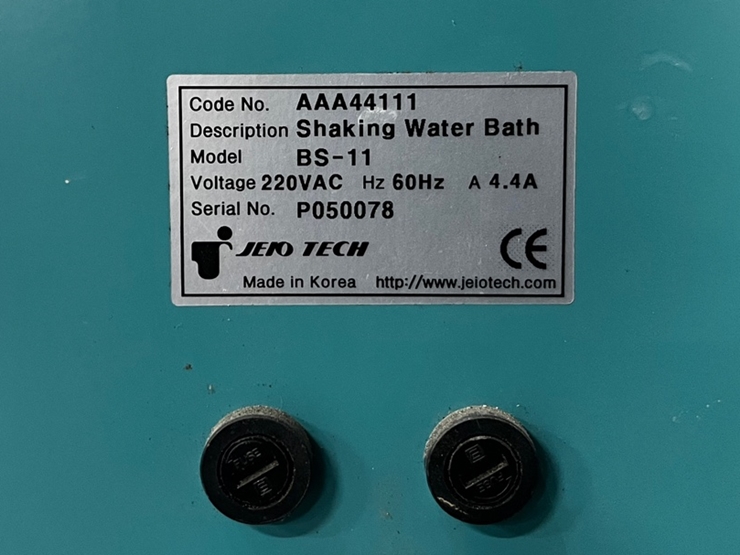 Code No. AAA44111
Description Shaking Water Bath
Model BS-11
Voltage 220VAC Hz 60Hz A 4.4A
Serial No. P050078
JEIO TECH
CE
Made in Korea http://www.jeiotech.com
FUSE